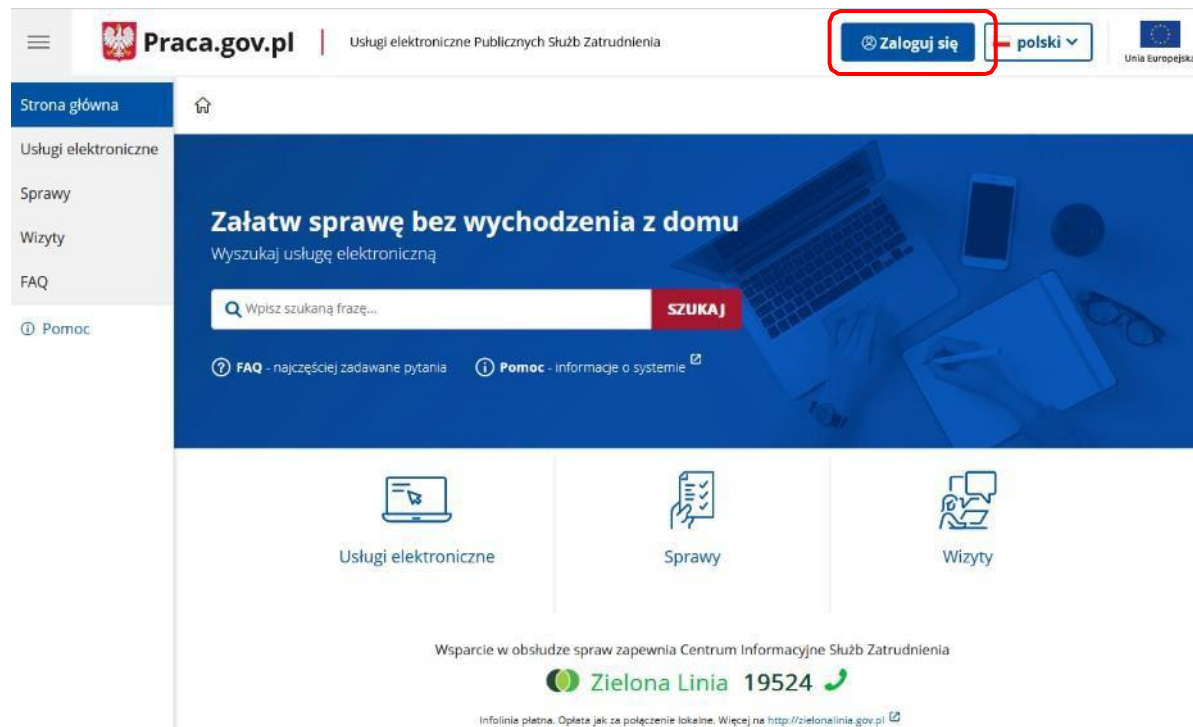 Praca.gov.pl
Usługi elektroniczne Publicznych Służb Zatrudnienia
Zaloguj się
polski
Unia Europejska
Strona główna
Usługi elektroniczne
Sprawy
Wizyty
FAQ
Pomoc
Załatw sprawę bez wychodzenia z domu
Wyszukaj usługę elektroniczną
Wpisz szukaną frazę...
SZUKAJ
FAQ - najczęściej zadawane pytania
Pomoc - informacje o systemie
Usługi elektroniczne
Sprawy
Wizyty
Wsparcie w obsłudze spraw zapewnia Centrum Informacyjne Służb Zatrudnienia
Zielona Linia 19524
Infolinia płatna. Opłata jak za połączenie lokalne. Więcej na http://zielonalinia.gov.pl